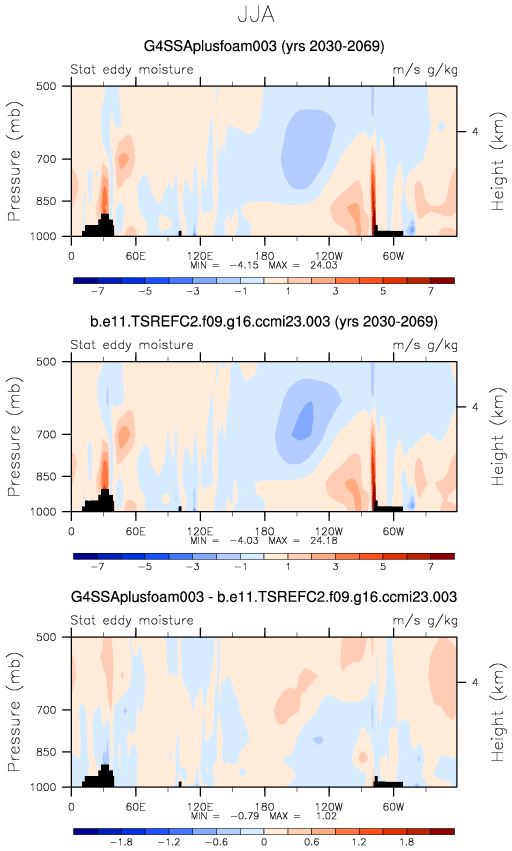 JJA
G4SSAplusfoam003 (yrs 2030-2069)
Stat eddy moisture m/s g/kg
Pressure (mb)
500
700
850
1000
Height (km)
4
0 60E 120E 180 120W 60W
MIN = -4.15 MAX = 24.03
-7 -5 -3 -1 1 3 5 7
b.e11.TSREFC2.f09.g16.ccmi23.003 (yrs 2030-2069)
Stat eddy moisture m/s g/kg
Pressure (mb)
500
700
850
1000
Height (km)
4
0 60E 120E 180 120W 60W
MIN = -4.03 MAX = 24.18
-7 -5 -3 -1 1 3 5 7
G4SSAplusfoam003 - b.e11.TSREFC2.f09.g16.ccmi23.003
Stat eddy moisture m/s g/kg
Pressure (mb)
500
700
850
1000
Height (km)
4
0 60E 120E 180 120W 60W
MIN = -0.79 MAX = 1.02
-1.8 -1.2 -0.6 0 0.6 1.2 1.8